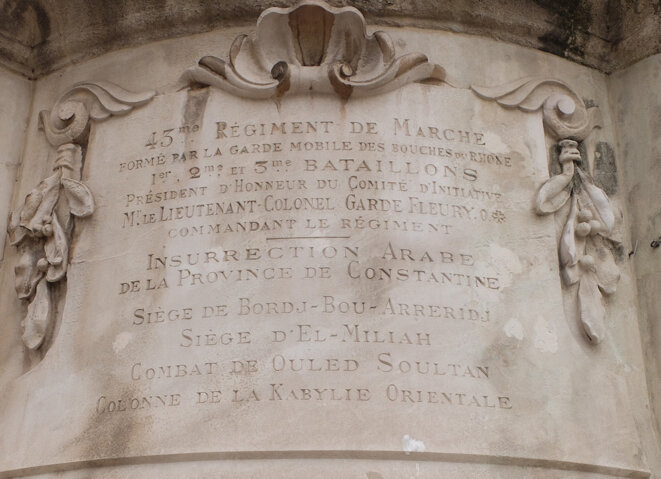 43me RÉGIMENT DE MARCHE
FORMÉ PAR LA GARDE MOBILE DES BOUCHES DU RHÔNE
1er, 2me ET 3me BATAILLONS
PRÉSIDENT D'HONNEUR DU COMITÉ D'INITIATIVE
Mr. LE LIEUTENANT-COLONEL GARDE FLEURY. O.
COMMANDANT LE RÉGIMENT
INSURRECTION ARABE
DE LA PROVINCE DE CONSTANTINE
SIÈGE DE BORDJ-BOU-ARRERIDJ
SIÈGE D'EL-MILIAH
COMBAT DE OULED SOULTAN
COLONNE DE LA KABYLIE ORIENTALE